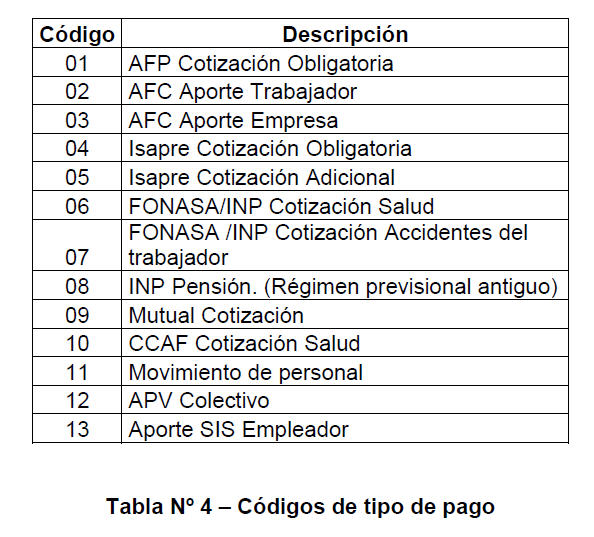 Código Descripción
01 AFP Cotización Obligatoria
02 AFC Aporte Trabajador
03 AFC Aporte Empresa
04 Isapre Cotización Obligatoria
05 Isapre Cotización Adicional
06 FONASA/INP Cotización Salud
FONASA /INP Cotización Accidentes del
07 trabajador
08 INP Pensión. (Régimen previsional antiguo)
09 Mutual Cotización
10 CCAF Cotización Salud
11 Movimiento de personal
12 APV Colectivo
13 Aporte SIS Empleador
Tabla Nº 4 – Códigos de tipo de pago